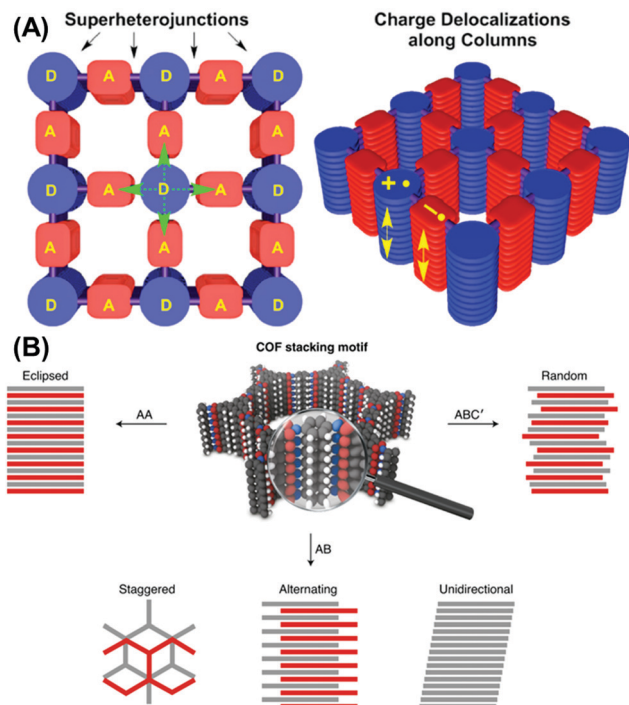 (A)
Superheterojunctions
D A D A D
A A A
D A D A D
A A A
D A D A D
Charge Delocalizations
along Columns
+ •
– •
(B)
COF stacking motif
Eclipsed
AA
ABC′
Random
AB
Staggered
Alternating
Unidirectional